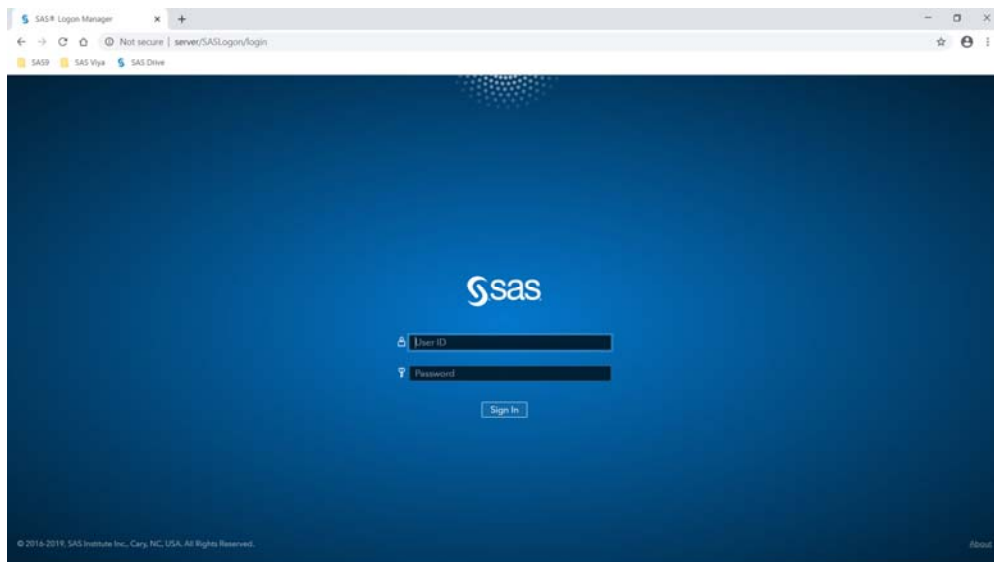 SAS® Logon Manager
Not secure | server/SASLogon/login
SAS9 SAS Viya SAS Drive
sas
User ID
Password
Sign In
© 2016-2019, SAS Institute Inc., Cary, NC, USA. All Rights Reserved.
About